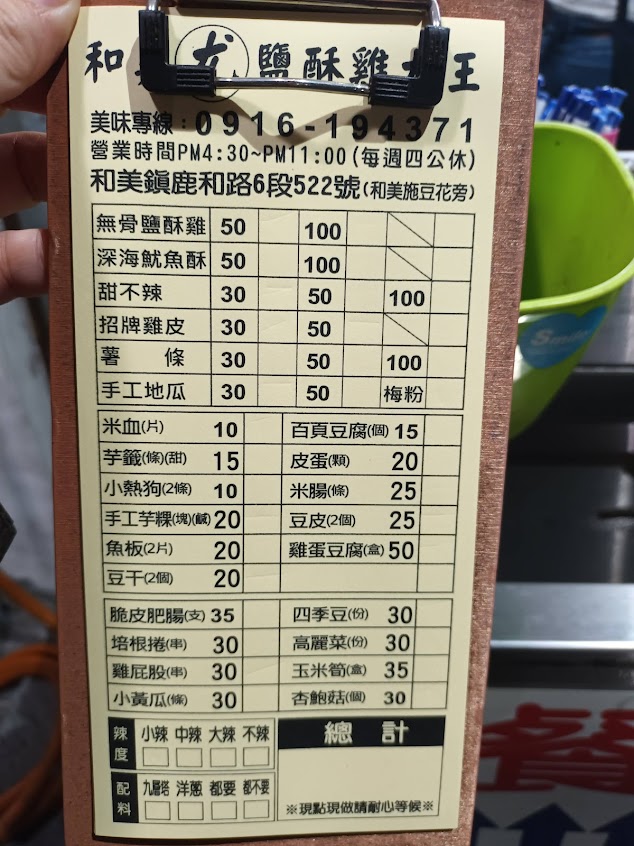 和美龙鹽酥雞大王
美味專線：0916-194371
營業時間PM4:30~PM11:00(每週四公休)
和美鎮鹿和路6段522號(和美施豆花旁)
無骨鹽酥雞 50 100
深海魷魚酥 50 100
甜不辣 30 50 100
招牌雞皮 30 50
薯 條 30 50 100
手工地瓜 30 50 梅粉
米血(片) 10 百頁豆腐(個) 15
芋籤(條)(甜) 15 皮蛋(顆) 20
小熱狗(2條) 10 米腸(條) 25
手工芋粿(塊)(鹹) 20 豆皮(2個) 25
魚板(2片) 20 雞蛋豆腐(盒) 50
豆干(2個) 20
脆皮肥腸(支) 35 四季豆(份) 30
培根捲(串) 30 高麗菜(份) 30
雞屁股(串) 30 玉米筍(盒) 35
小黃瓜(條) 30 杏鮑菇(個) 30
辣度 小辣 中辣 大辣 不辣 總 計
配料 九層塔 洋蔥 都要 都不要
※現點現做請耐心等候※
Smile
餐